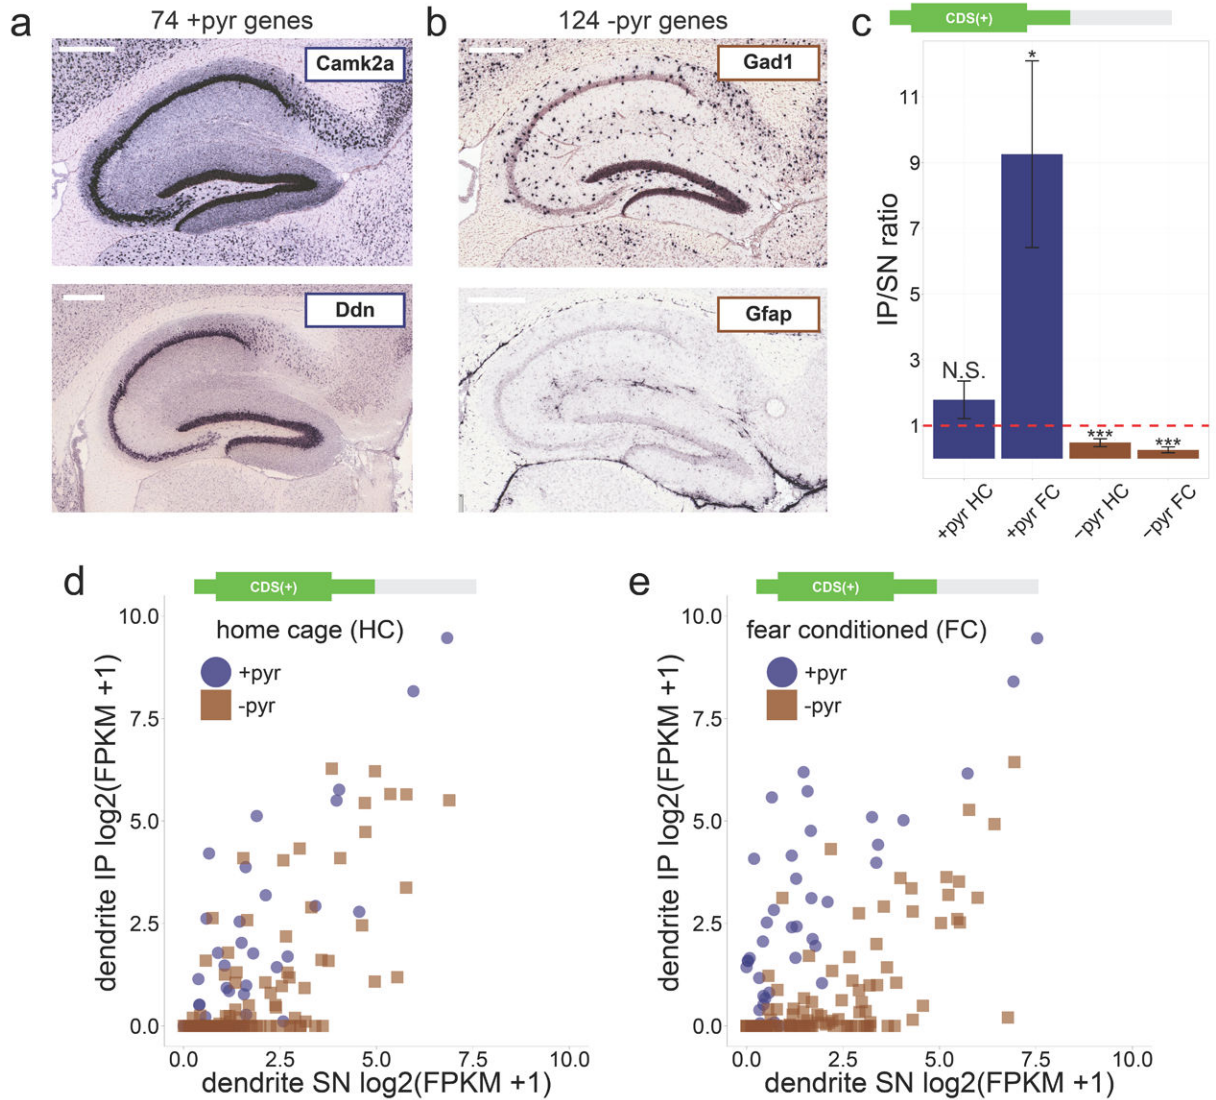 a
74 +pyr genes
Camk2a
Ddn
b
124 -pyr genes
Gad1
Gfap
c
CDS(+)
IP/SN ratio
11
9
7
5
3
1
N.S.
*
***
***
+pyr HC
+pyr FC
−pyr HC
−pyr FC
d
CDS(+)
home cage (HC)
+pyr
-pyr
dendrite IP log2(FPKM +1)
10.0
7.5
5.0
2.5
0.0
0.0
2.5
5.0
7.5
10.0
dendrite SN log2(FPKM +1)
e
CDS(+)
fear conditioned (FC)
+pyr
-pyr
dendrite IP log2(FPKM +1)
10.0
7.5
5.0
2.5
0.0
0.0
2.5
5.0
7.5
10.0
dendrite SN log2(FPKM +1)